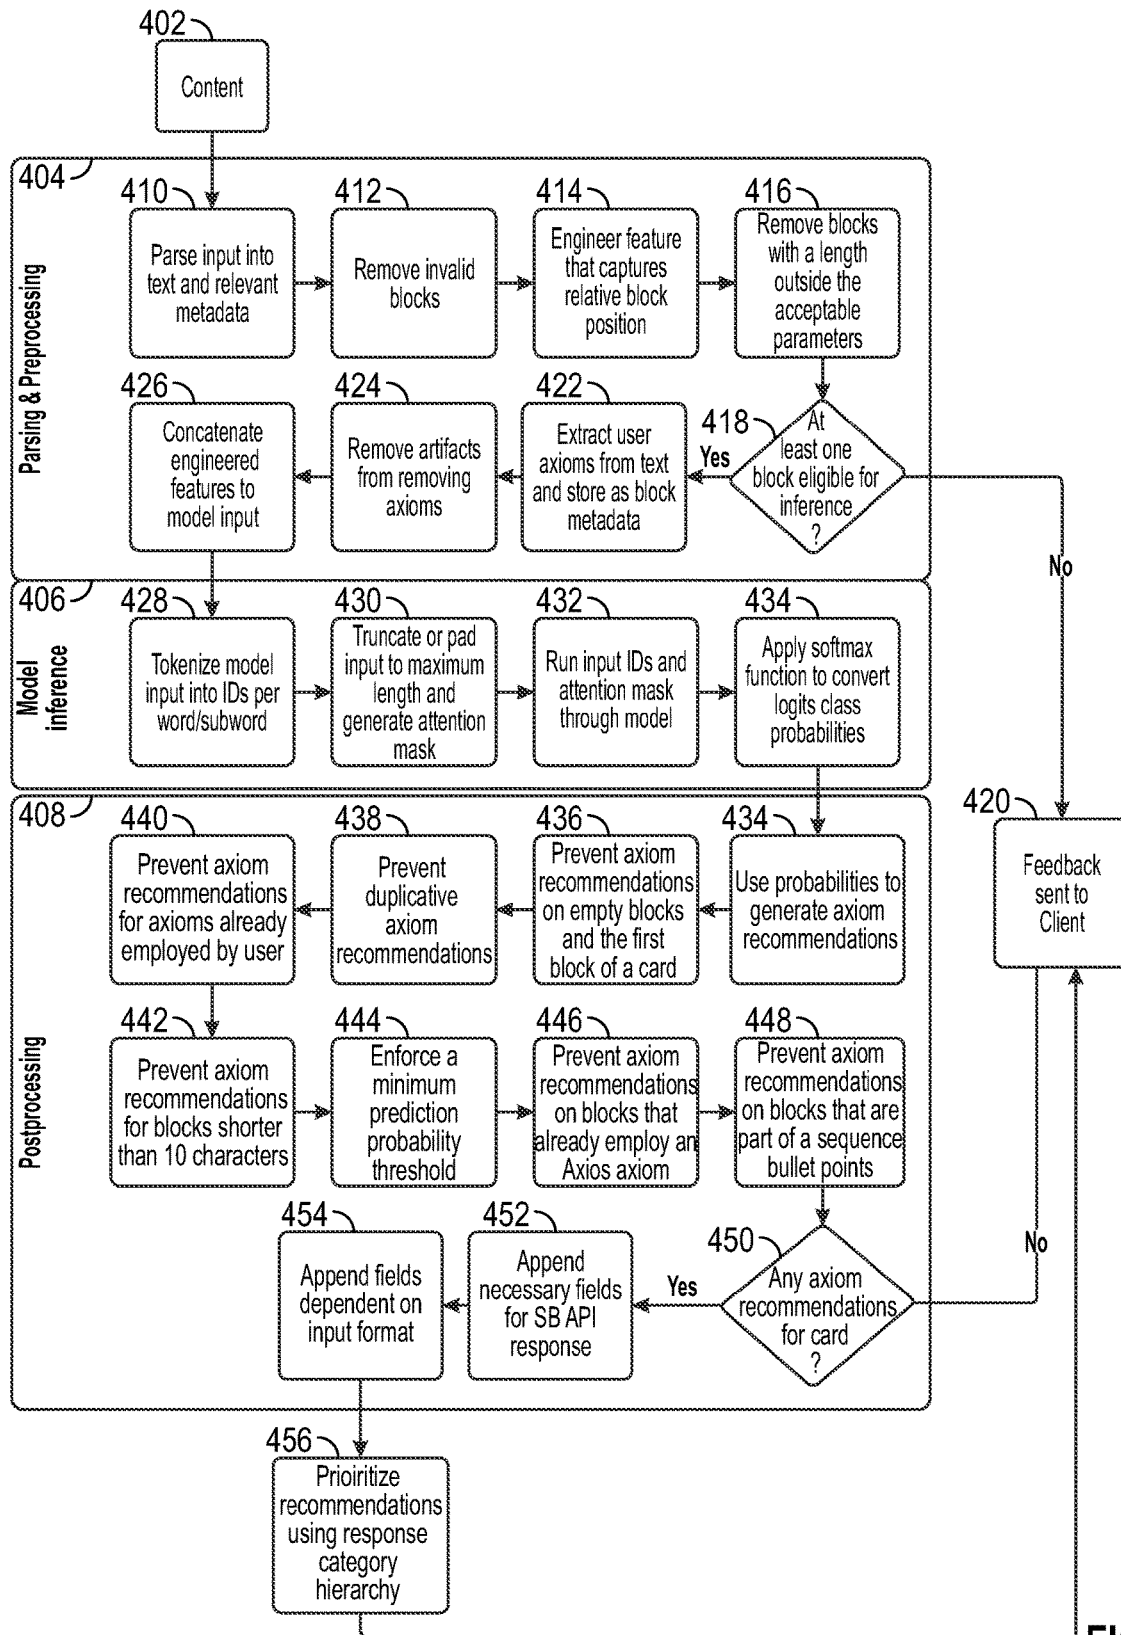 402
Content
404
Parsing & Preprocessing
410
Parse input into
text and relevant
metadata
412
Remove invalid
blocks
414
Engineer feature
that captures
relative block
position
416
Remove blocks
with a length
outside the
acceptable
parameters
418
At
least one
block eligible for
inference
?
Yes
No
422
Extract user
axioms from text
and store as block
metadata
424
Remove artifacts
from removing
axioms
426
Concatenate
engineered
features to
model input
406
Model
inference
428
Tokenize model
input into IDs per
word/subword
430
Truncate or pad
input to maximum
length and
generate attention
mask
432
Run input IDs and
attention mask
through model
434
Apply softmax
function to convert
logits class
probabilities
408
Postprocessing
434
Use probabilities to
generate axiom
recommendations
436
Prevent axiom
recommendations
on empty blocks
and the first
block of a card
438
Prevent
duplicative
axiom
recommendations
440
Prevent axiom
recommendations
for axioms already
employed by user
442
Prevent axiom
recommendations
for blocks shorter
than 10 characters
444
Enforce a
minimum
prediction
probability
threshold
446
Prevent axiom
recommendations
on blocks that
already employ an
Axios axiom
448
Prevent axiom
recommendations
on blocks that are
part of a sequence
bullet points
450
Any axiom
recommendations
for card
?
Yes
No
452
Append
necessary fields
for SB API
response
454
Append fields
dependent on
input format
420
Feedback
sent to
Client
456
Prioiritize
recommendations
using response
category
hierarchy